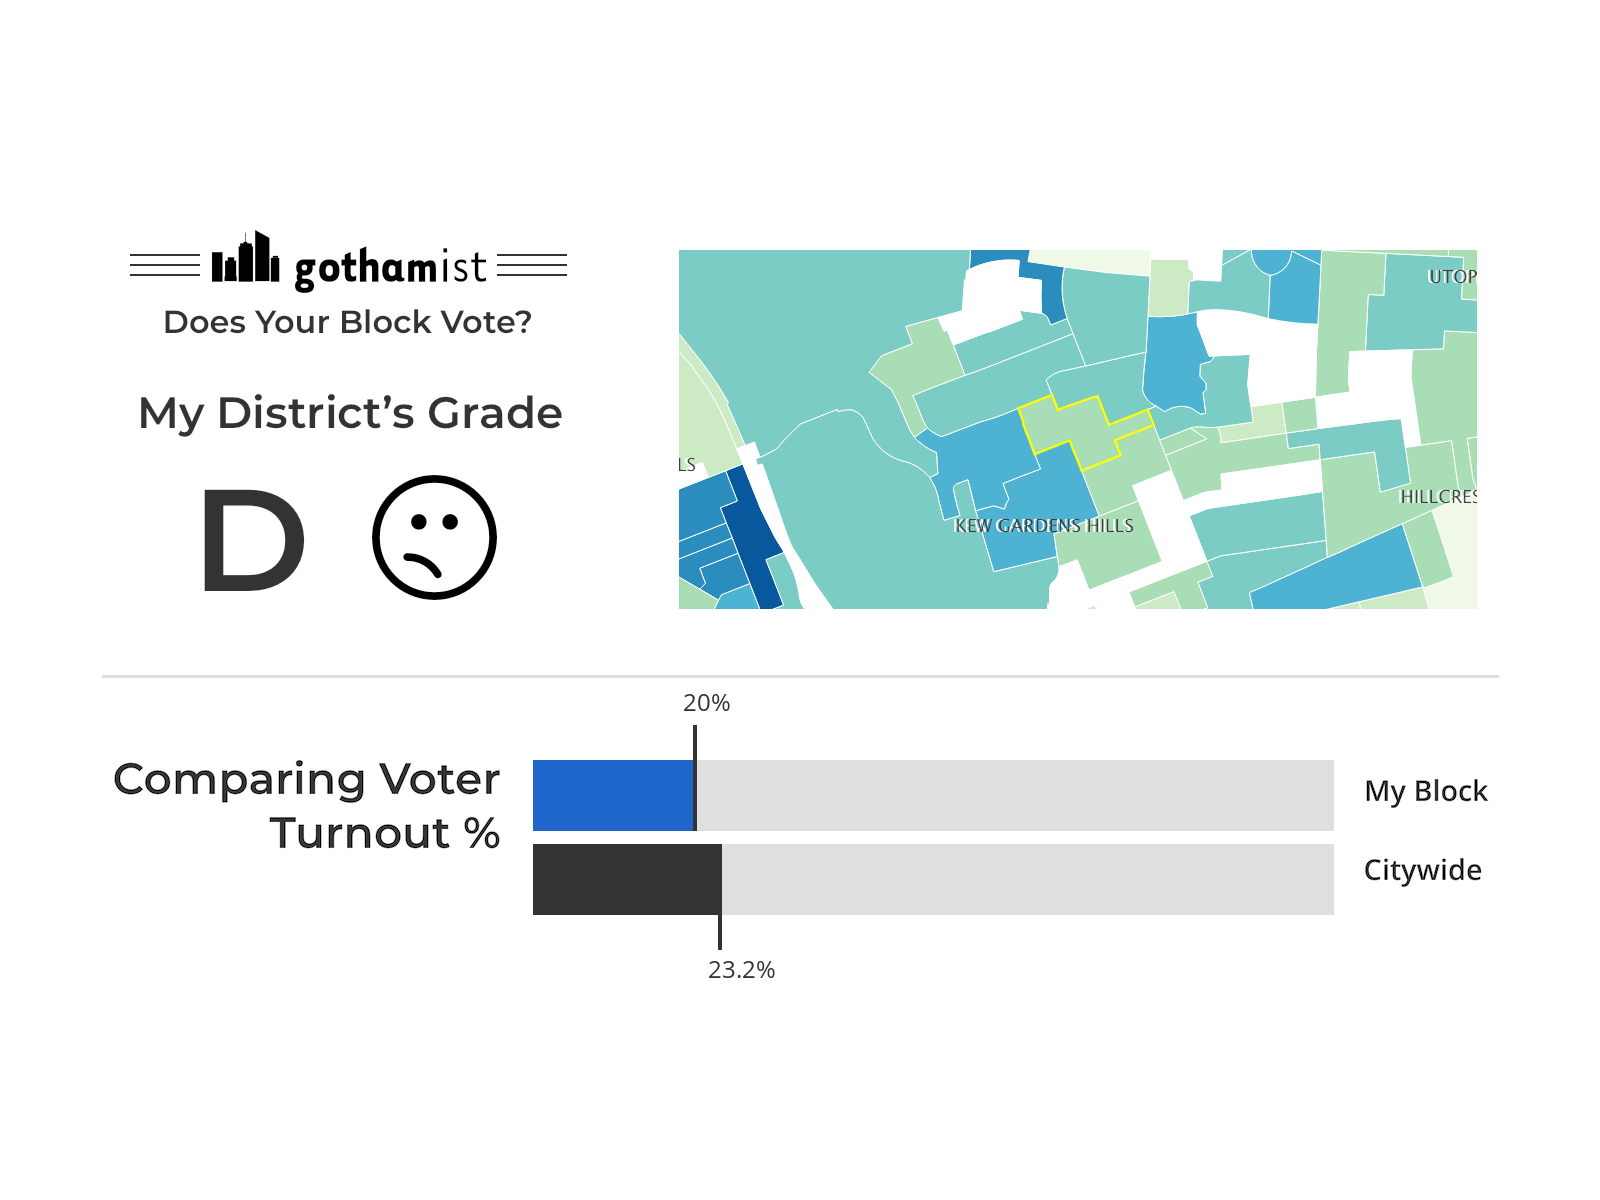 gothamist
Does Your Block Vote?
My District's Grade
D
UTOP
LS
HILLCRES
KEW GARDENS HILLS
20%
Comparing Voter
Turnout %
My Block
Citywide
23.2%